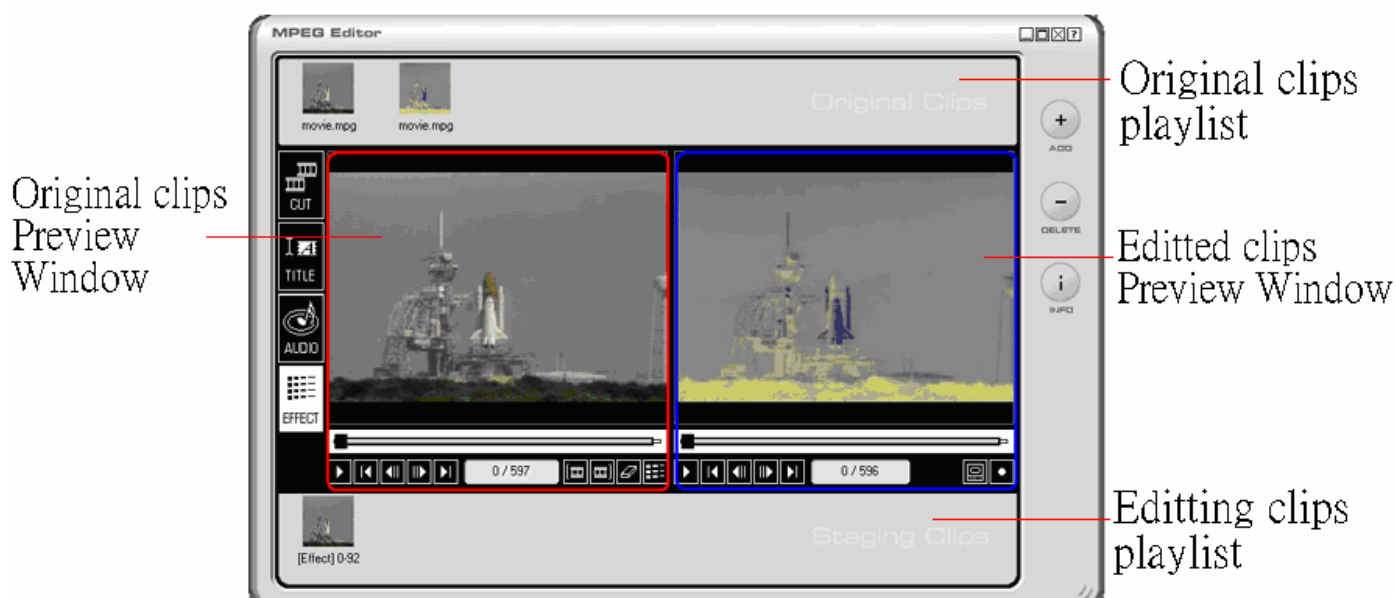 MPEG Editor
movie.mpg
movie.mpg
Original Clips
Original clips
playlist
ADD
CUT
Original clips
Preview
Window
DELETE
TITLE
Editted clips
Preview Window
INFO
AUDIO
EFFECT
0 / 597
0 / 596
[Effect] 0-92
Staging Clips
Editting clips
playlist